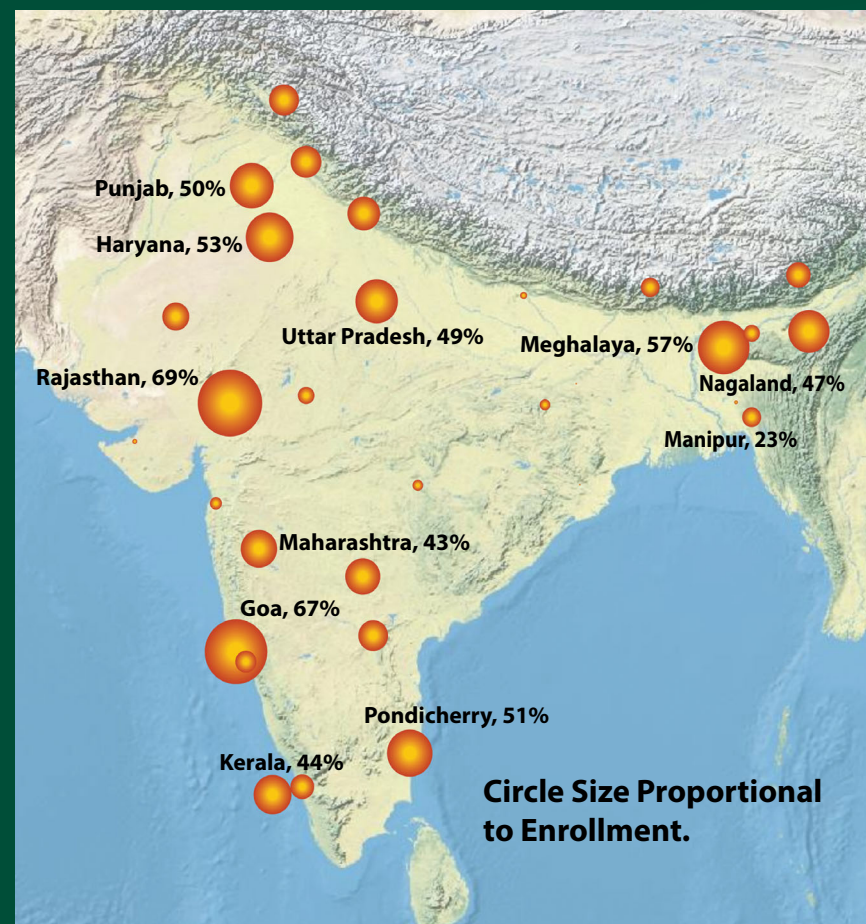 Punjab, 50%
Haryana, 53%
Uttar Pradesh, 49%
Meghalaya, 57%
Rajasthan, 69%
Nagaland, 47%
Manipur, 23%
Maharashtra, 43%
Goa, 67%
Pondicherry, 51%
Kerala, 44%
Circle Size Proportional
to Enrollment.